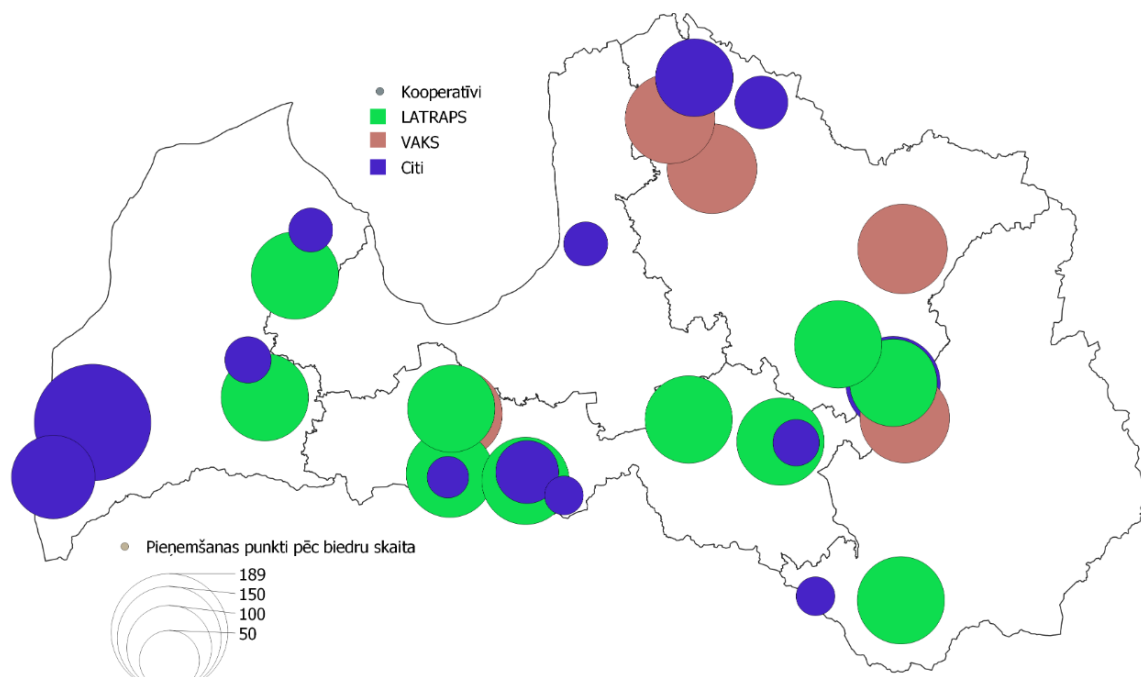 Kooperatīvi
LATRAPS
VAKS
Citi
Pieņemšanas punkti pēc biedru skaita
189
150
100
50